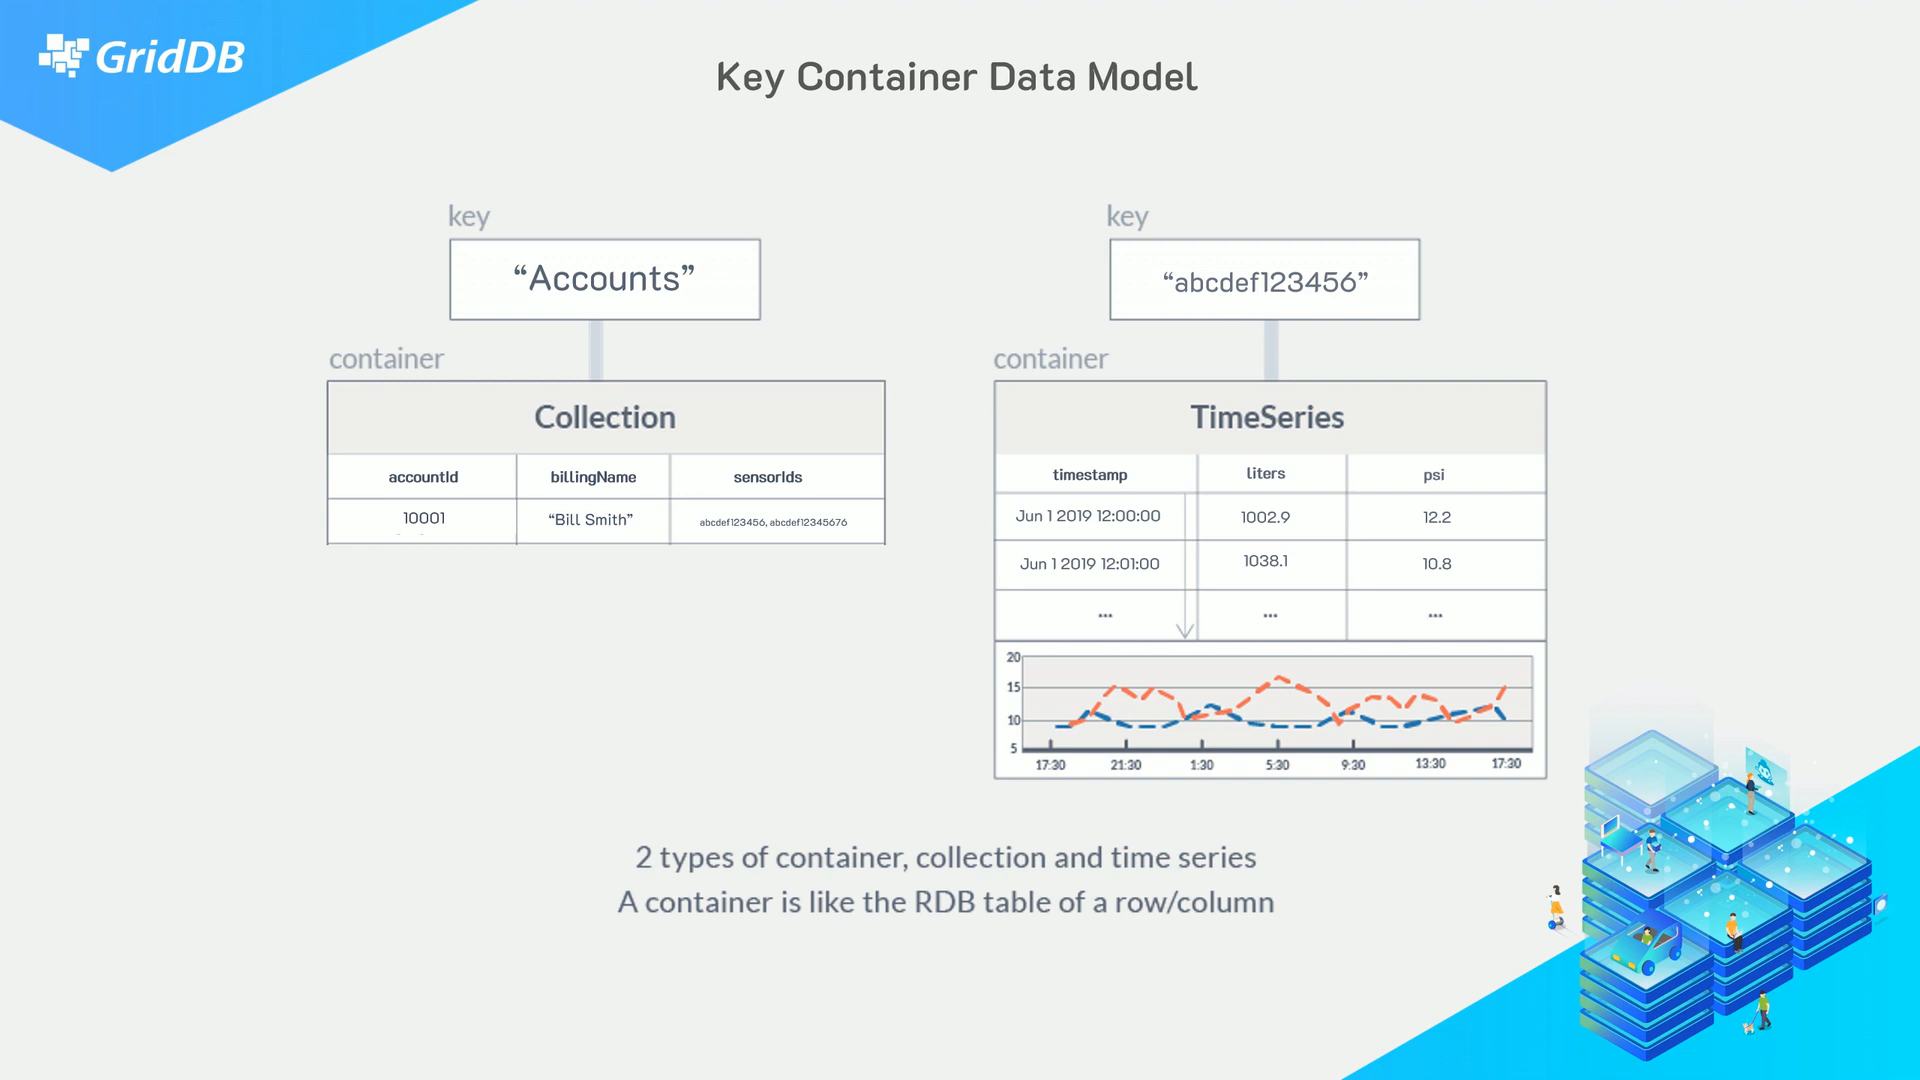 GridDB
Key Container Data Model
key
“Accounts”
container
Collection
accountId billingName sensorIds
10001 “Bill Smith” abcdef123456, abcdef12345676
key
“abcdef123456”
container
TimeSeries
timestamp liters psi
Jun 1 2019 12:00:00 1002.9 12.2
Jun 1 2019 12:01:00 1038.1 10.8
... ... ...
20
15
10
5
17:30 21:30 1:30 5:30 9:30 13:30 17:30
2 types of container, collection and time series
A container is like the RDB table of a row/column